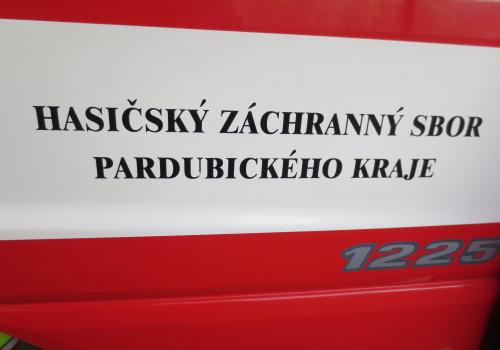 HASIČSKÝ ZÁCHRANNÝ SBOR
PARDUBICKÉHO KRAJE
1225